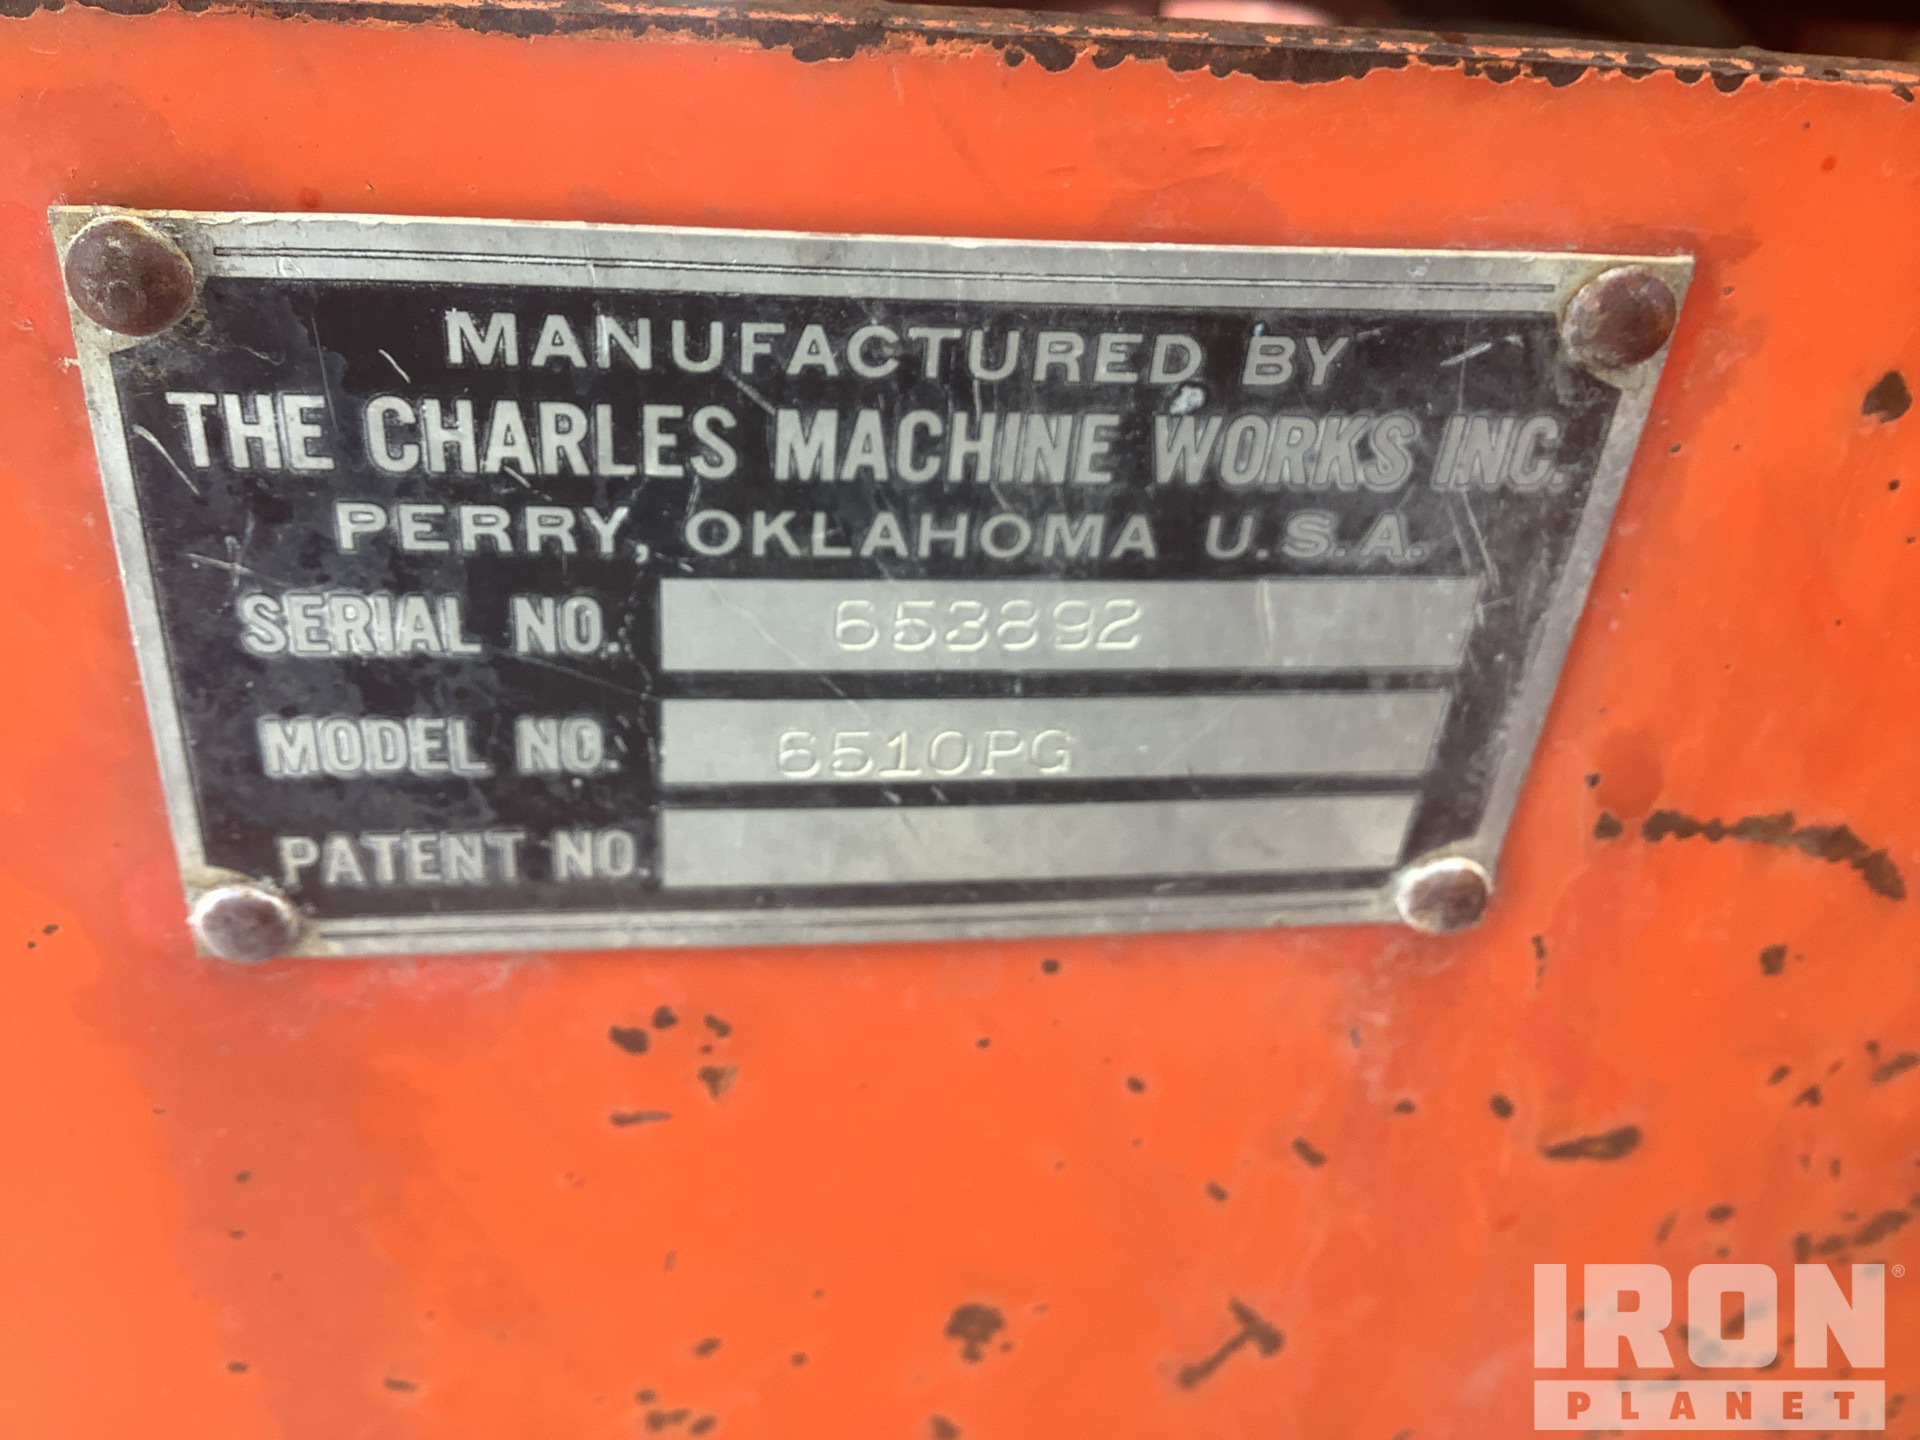 MANUFACTURED BY
THE CHARLES MACHINE WORKS INC.
PERRY, OKLAHOMA U.S.A.
SERIAL NO. 653892
MODEL NO. 6510PG
PATENT NO.
IRON®
PLANET